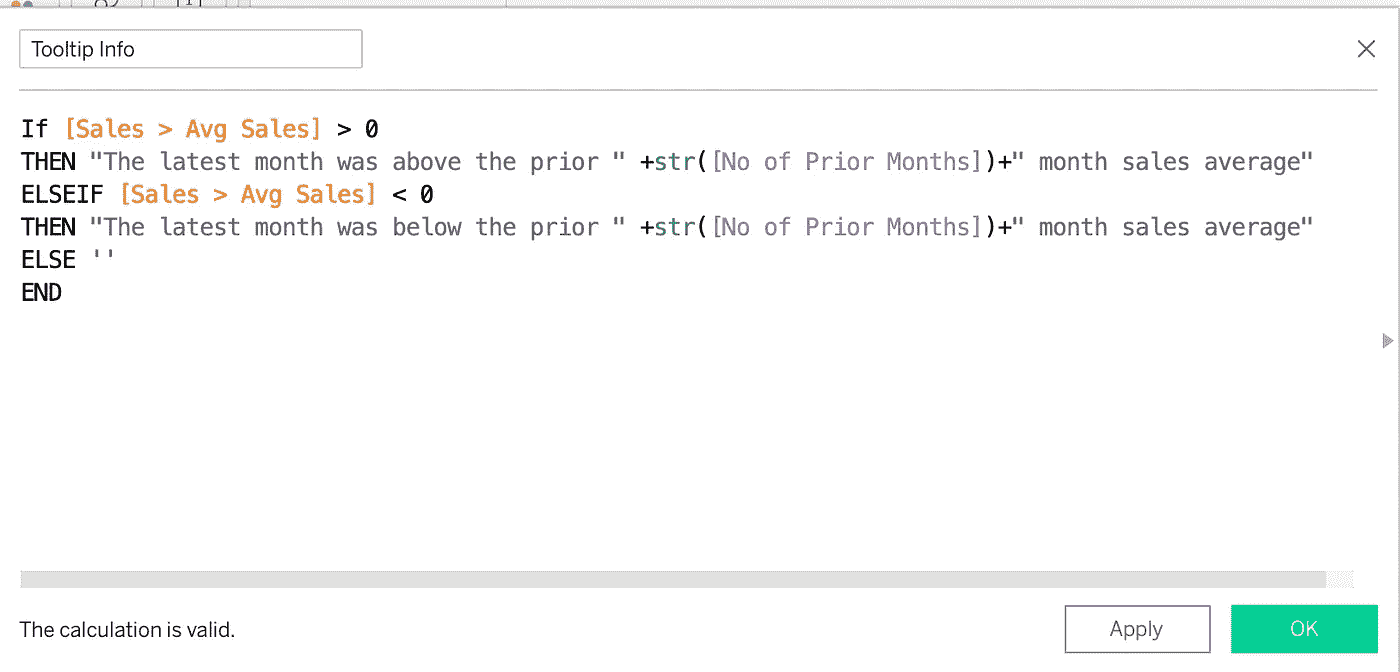 Tooltip Info
If [Sales > Avg Sales] > 0
THEN "The latest month was above the prior " +str([No of Prior Months])+" month sales average"
ELSEIF [Sales > Avg Sales] < 0
THEN "The latest month was below the prior " +str([No of Prior Months])+" month sales average"
ELSE ''
END
The calculation is valid.
Apply
OK